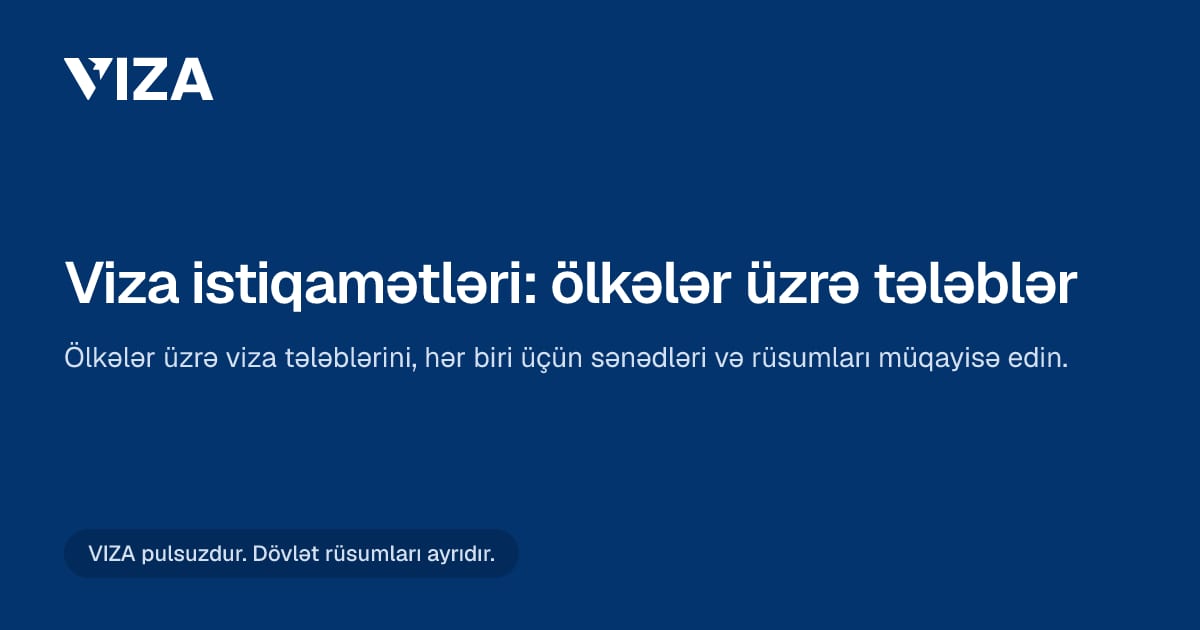 VIZA
Viza istiqamətləri: ölkələr üzrə tələblər
Ölkələr üzrə viza tələblərini, hər biri üçün sənədləri və rüsumları müqayisə edin.
VIZA pulsuzdur. Dövlət rüsumları ayrıdır.